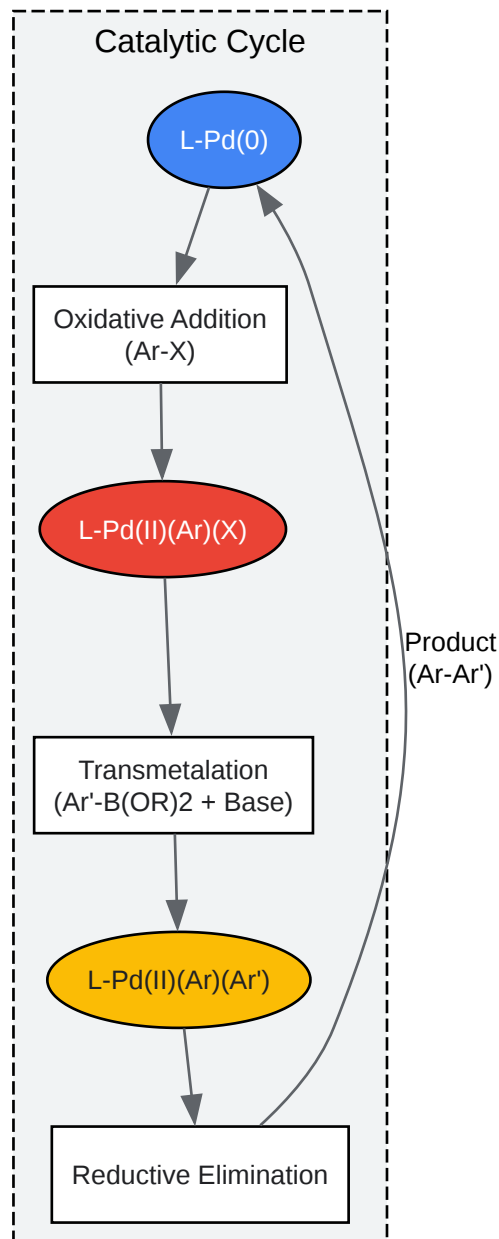 Catalytic Cycle
L-Pd(0)
Oxidative Addition
(Ar-X)
L-Pd(II)(Ar)(X)
Product
(Ar-Ar')
Transmetalation
(Ar'-B(OR)2 + Base)
L-Pd(II)(Ar)(Ar')
Reductive Elimination